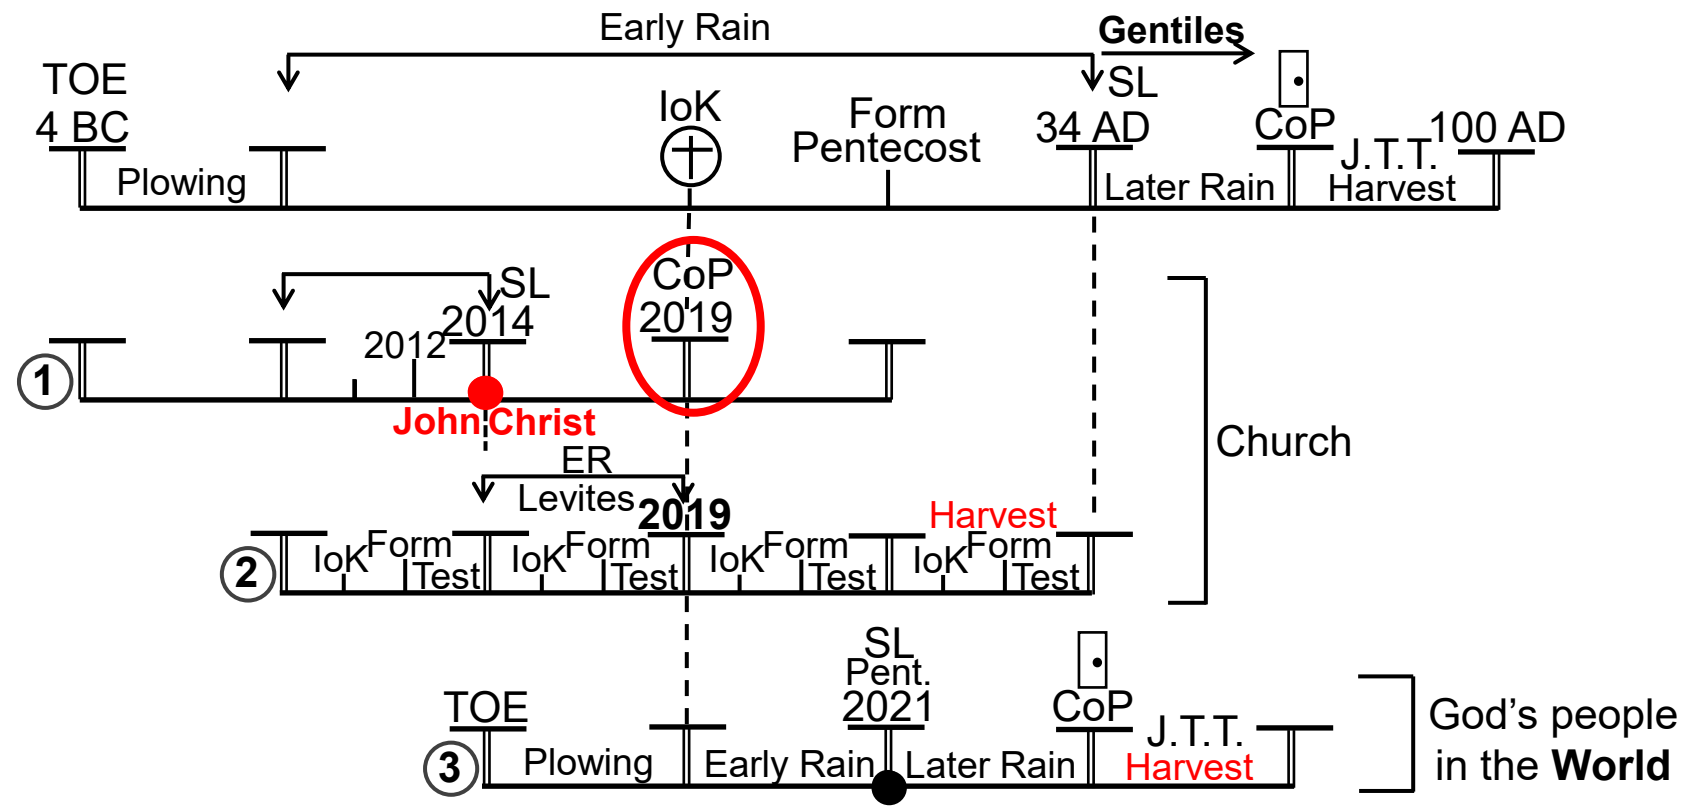 Early Rain
Gentiles
TOE
4 BC
IoK
Form
Pentecost
SL
34 AD
CoP
J.T.T.
100 AD
Plowing
Later Rain
Harvest
1
2012
SL
2014
CoP
2019
John Christ
Church
ER
Levites
2019
Harvest
2
IoK Form Test
IoK Form Test
IoK Form Test
IoK Form Test
3
TOE
SL
Pent.
2021
CoP
J.T.T.
Plowing
Early Rain
Later Rain
Harvest
God's people
in the World